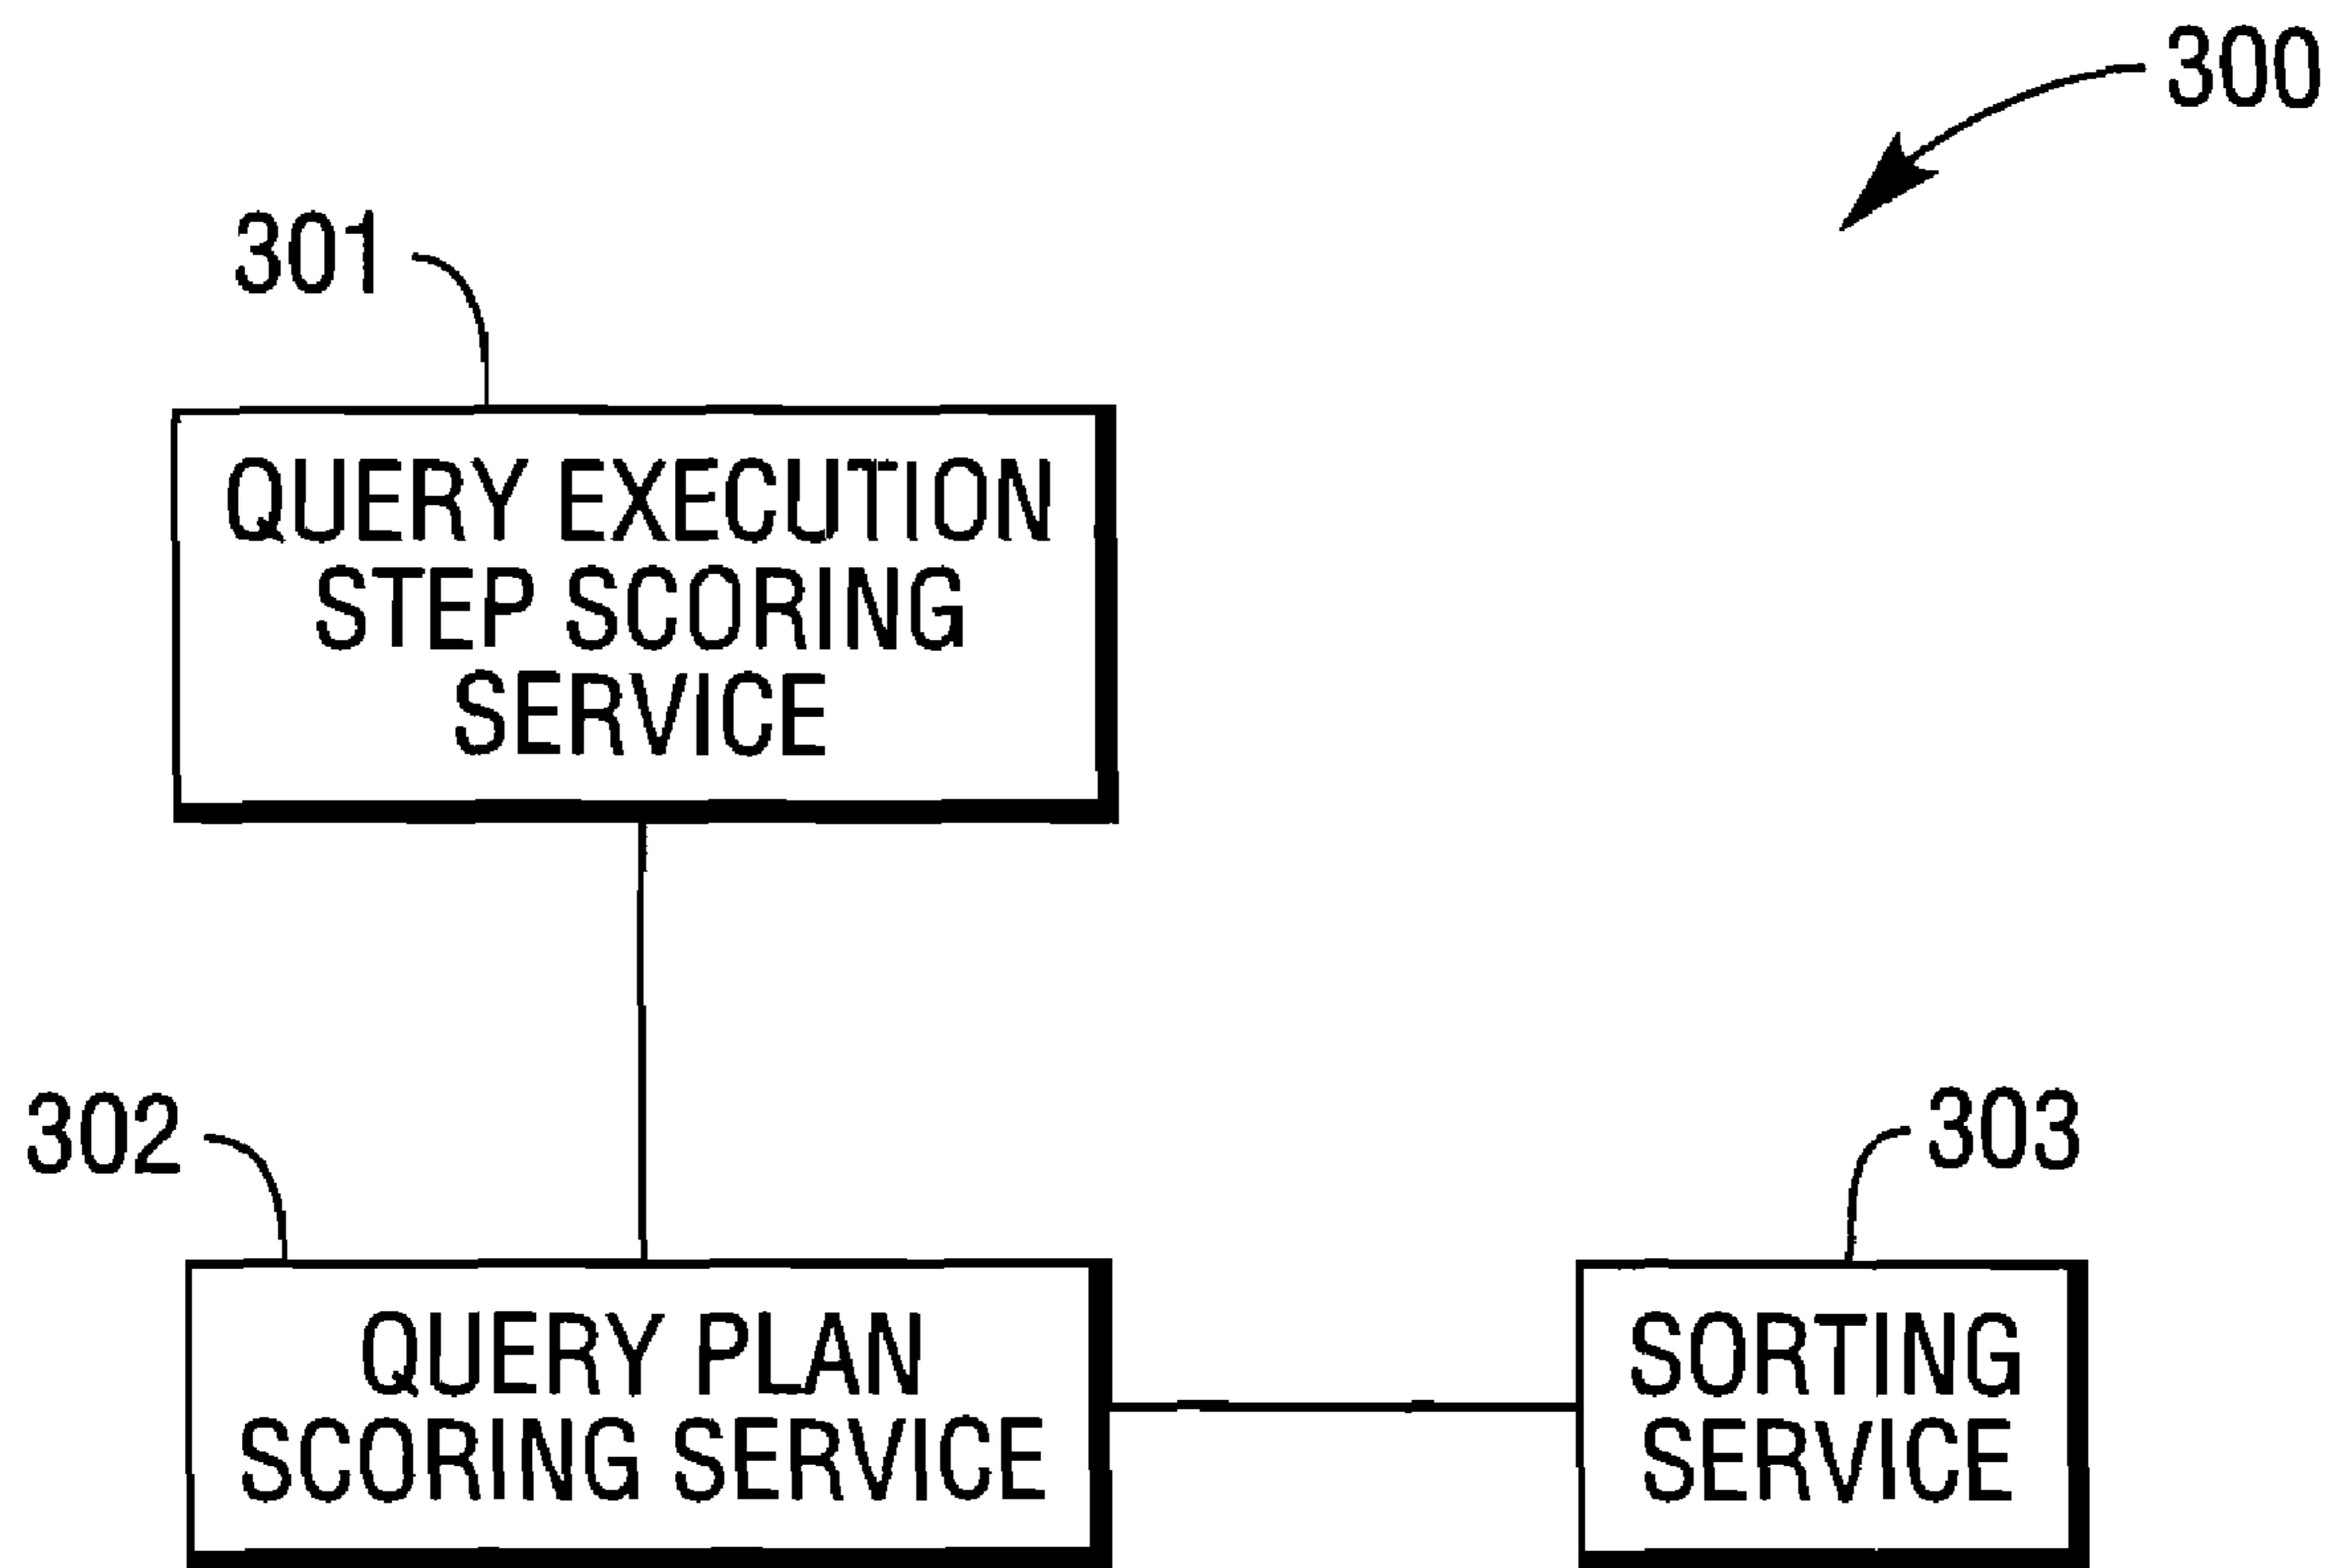 300
301
QUERY EXECUTION
STEP SCORING
SERVICE
302
303
QUERY PLAN
SCORING SERVICE
SORTING
SERVICE